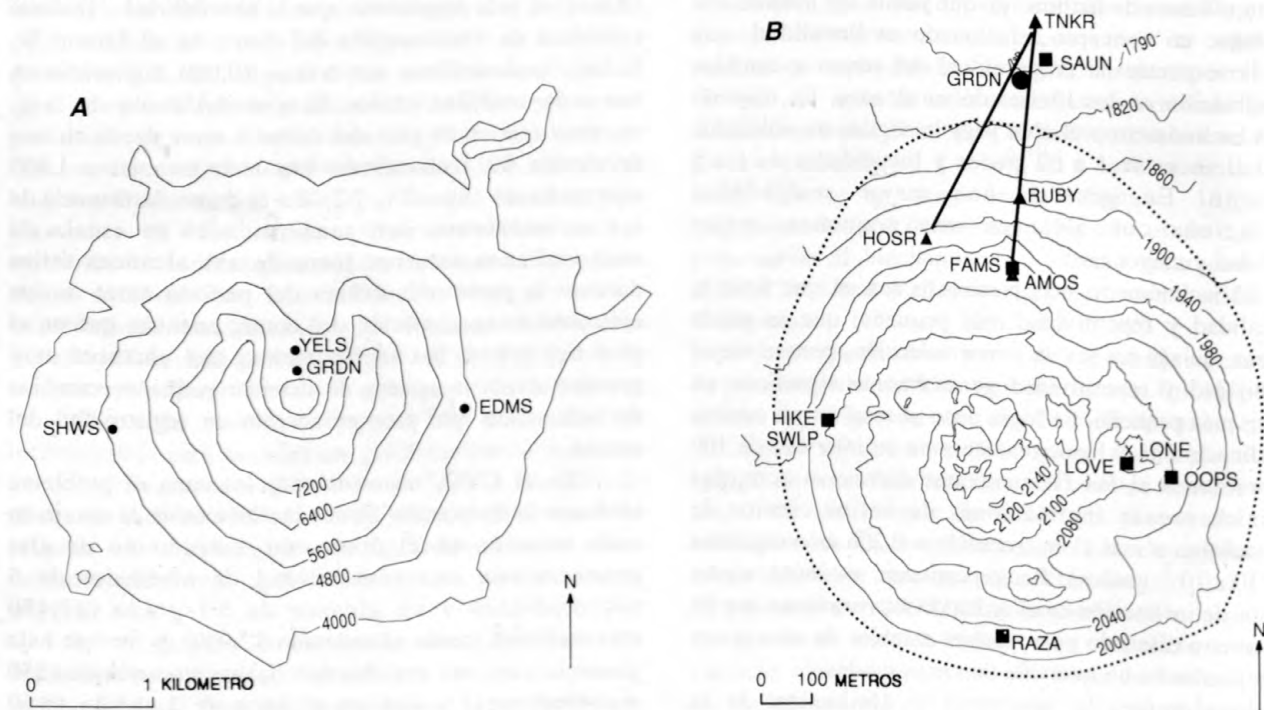 A
YELS
GRDN
SHWS
EDMS
7200
6400
5600
4800
4000
N
0 1 KILOMETRO
B
TNKR
1790
SAUN
GRDN
1820
1860
RUBY
1900
HOSR
FAMS
AMOS
1940
1980
HIKE
SWLP
LONE
LOVE
OOPS
2140
2120
2100
2080
RAZA
2040
2000
0 100 METROS
N